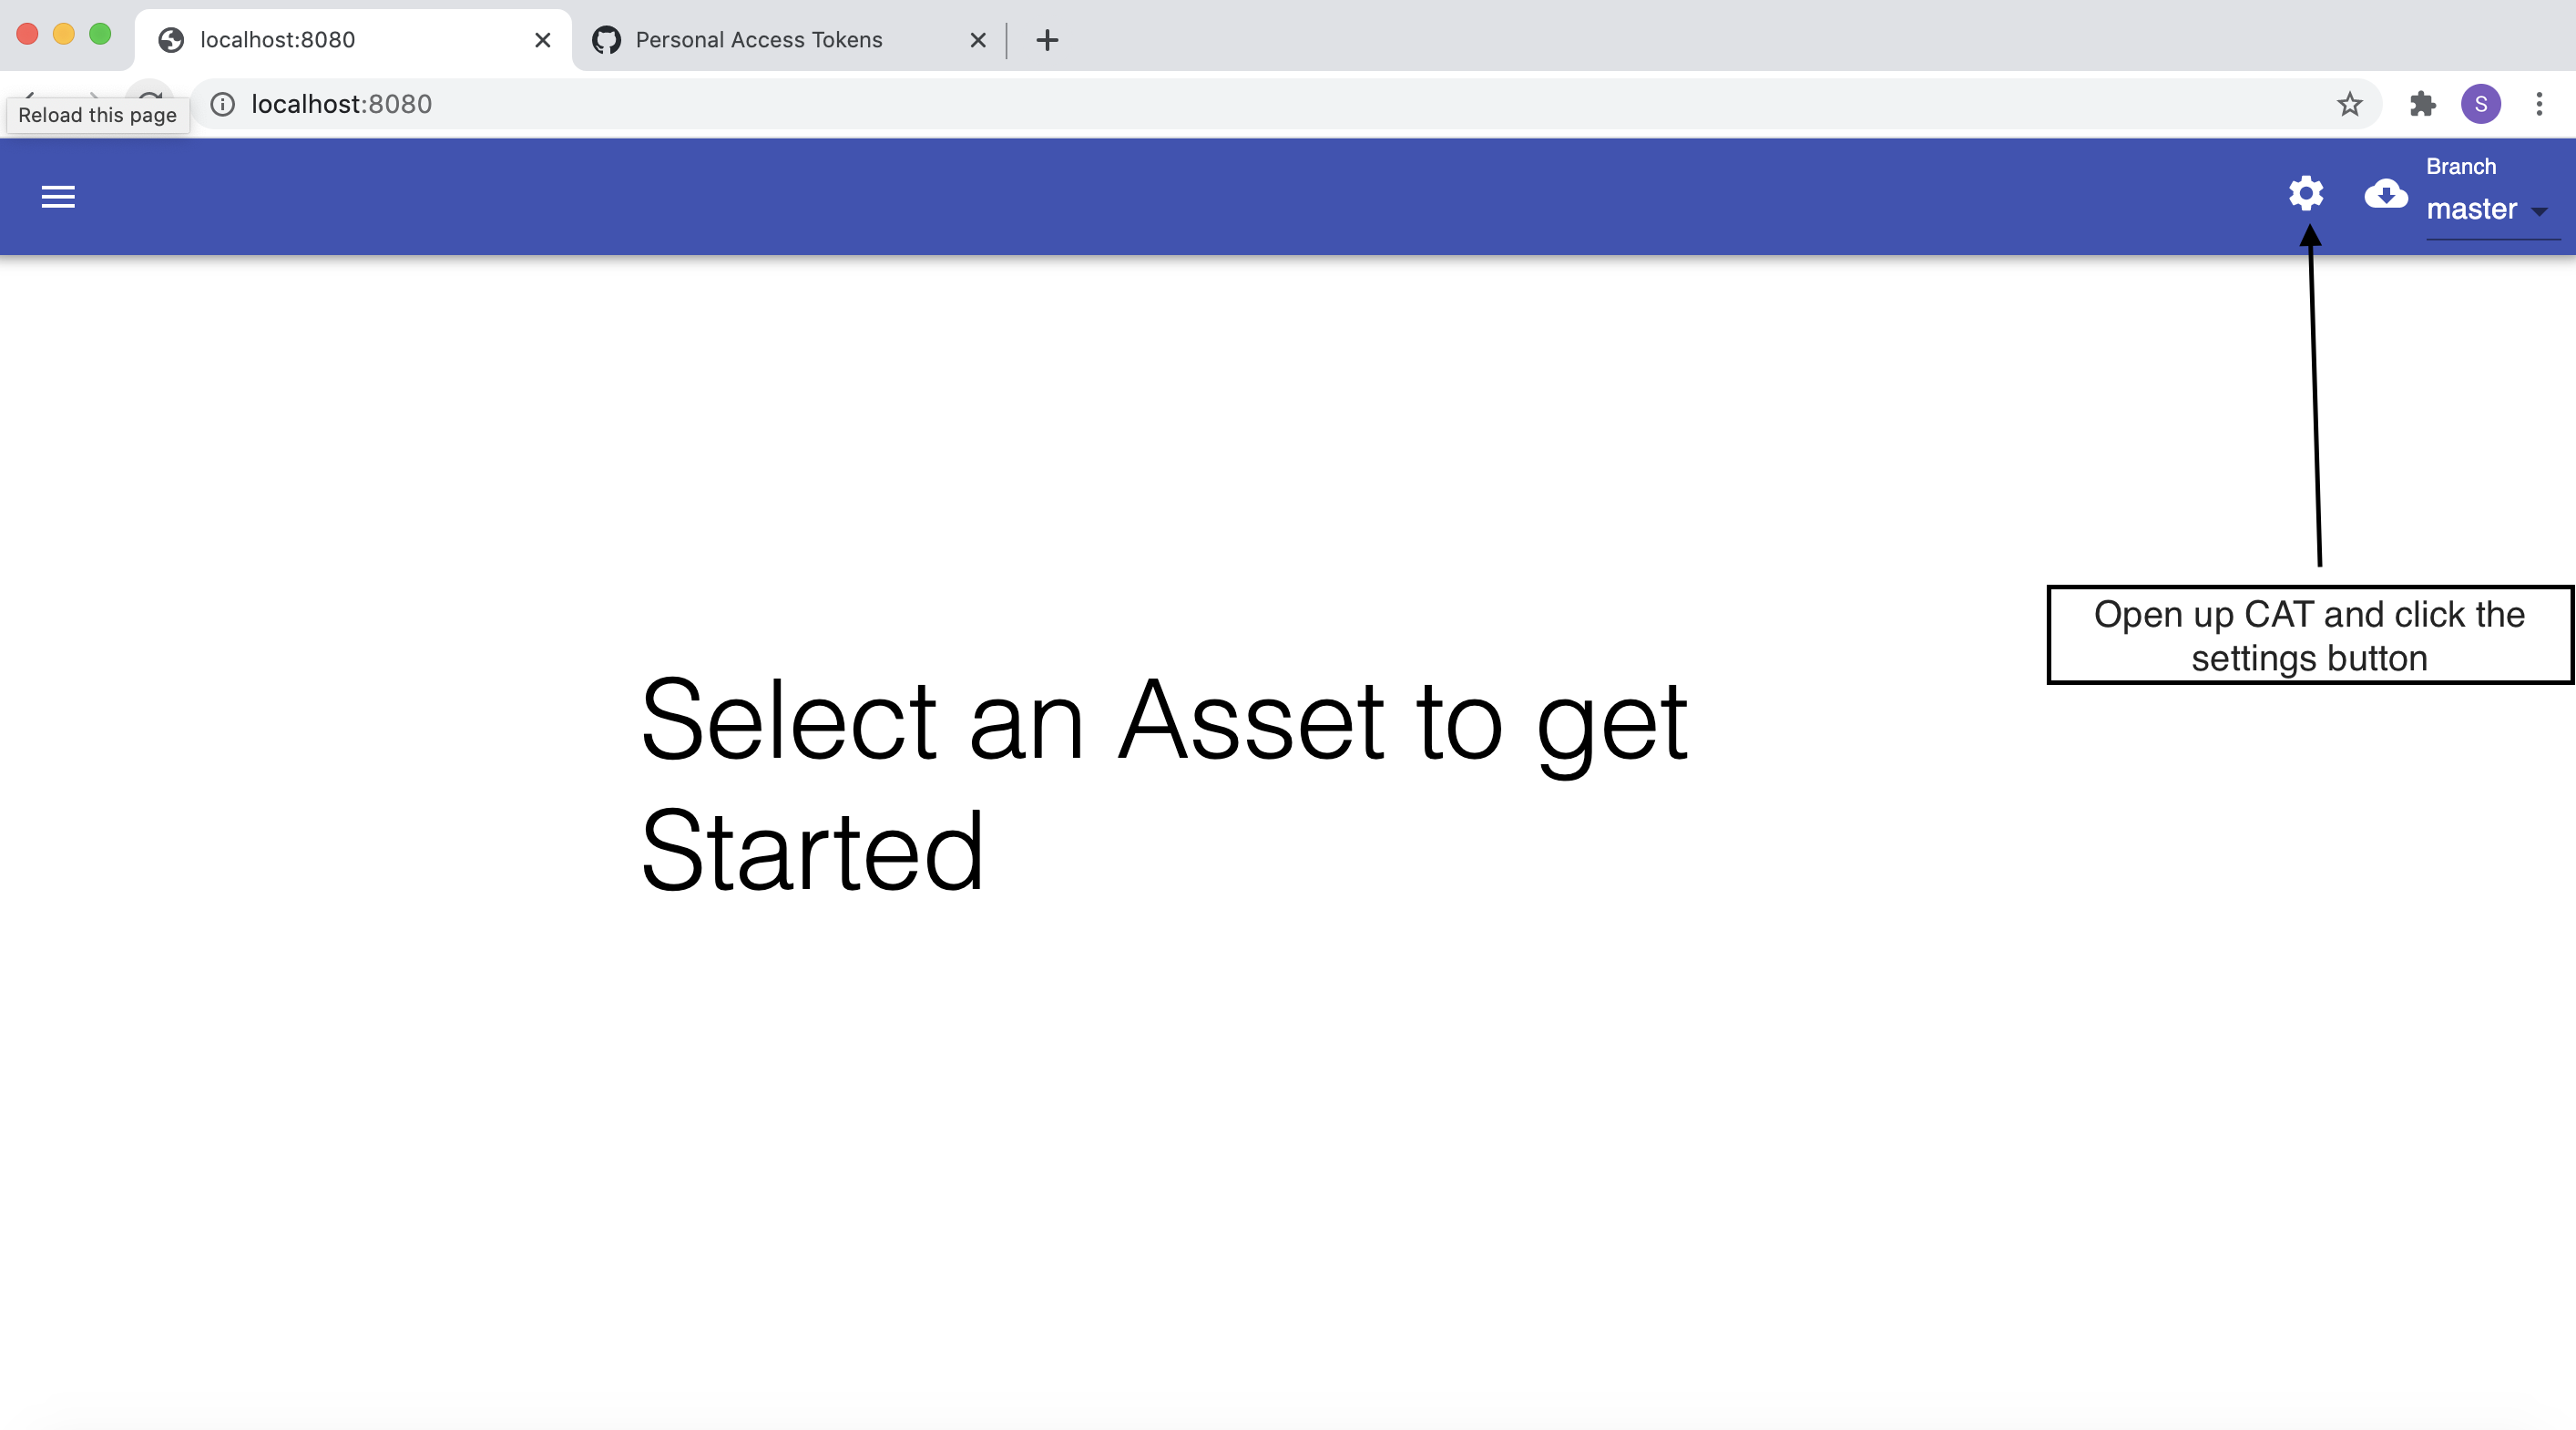 localhost:8080
Personal Access Tokens
localhost:8080
Reload this page
S
Branch
master
Open up CAT and click the
settings button
Select an Asset to get
Started